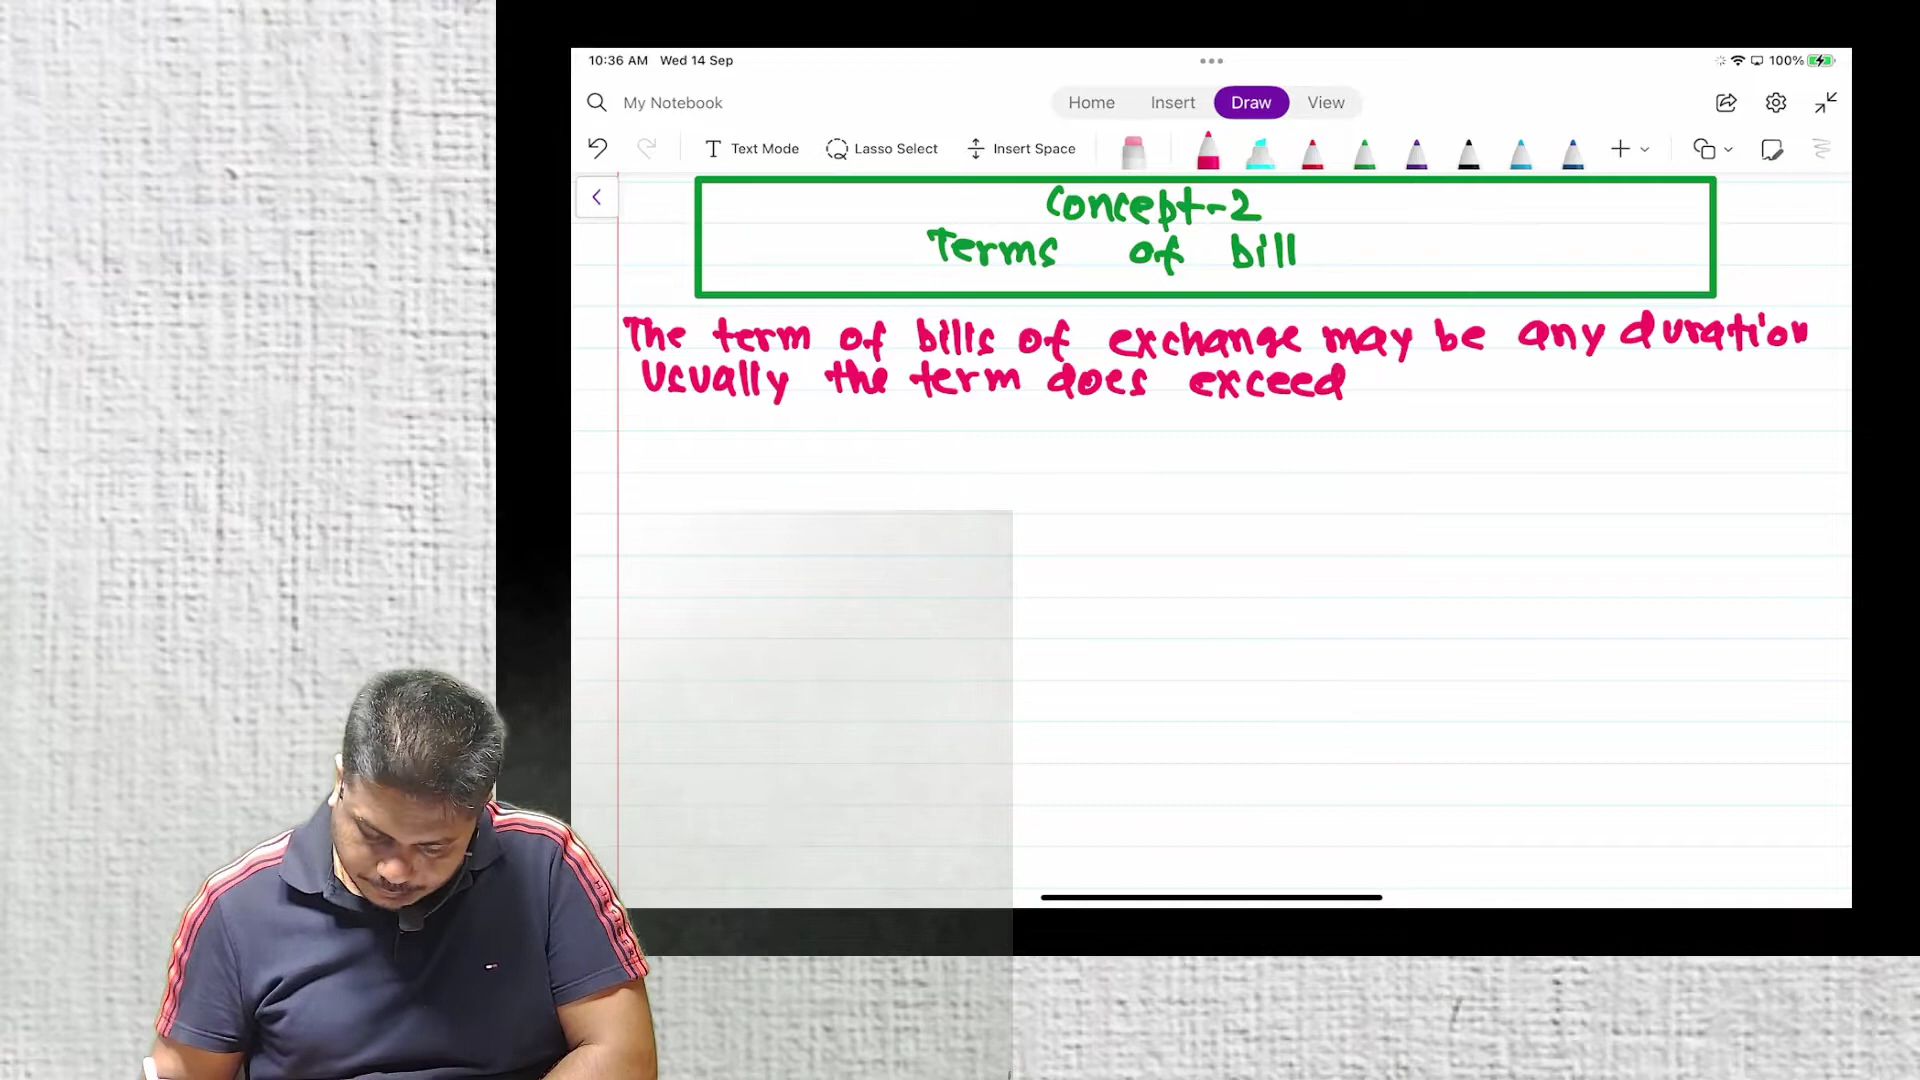 10:36 AM Wed 14 Sep
100%
My Notebook
Home Insert Draw View
Text Mode Lasso Select Insert Space
Concept-2
Terms of bill
The term of bills of exchange may be any duration
Usually the term does exceed